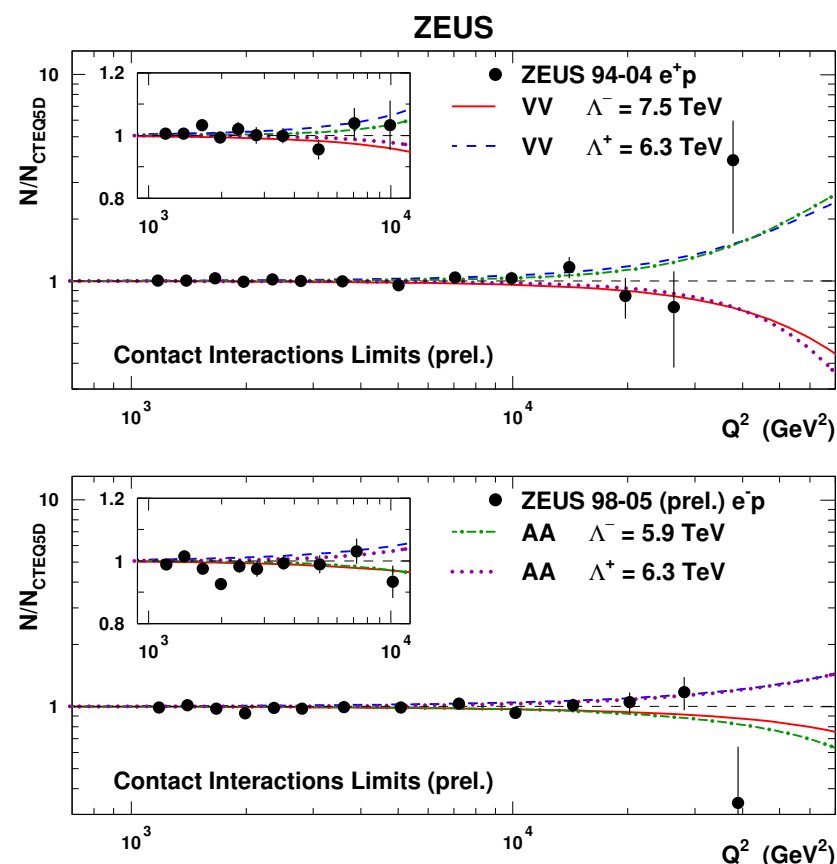 ZEUS
N/N_CTEQ5D
10
1
1.2
1
0.8
10³
10⁴
ZEUS 94-04 e⁺p
VV Λ⁻ = 7.5 TeV
VV Λ⁺ = 6.3 TeV
Contact Interactions Limits (prel.)
10³
10⁴
Q² (GeV²)
N/N_CTEQ5D
10
1
1.2
1
0.8
10³
10⁴
ZEUS 98-05 (prel.) e⁻p
AA Λ⁻ = 5.9 TeV
AA Λ⁺ = 6.3 TeV
Contact Interactions Limits (prel.)
10³
10⁴
Q² (GeV²)